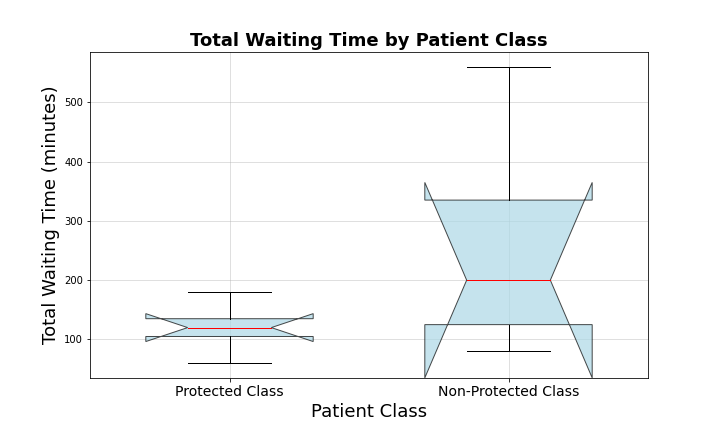 Total Waiting Time by Patient Class
Total Waiting Time (minutes)
500
400
300
200
100
Protected Class
Non-Protected Class
Patient Class